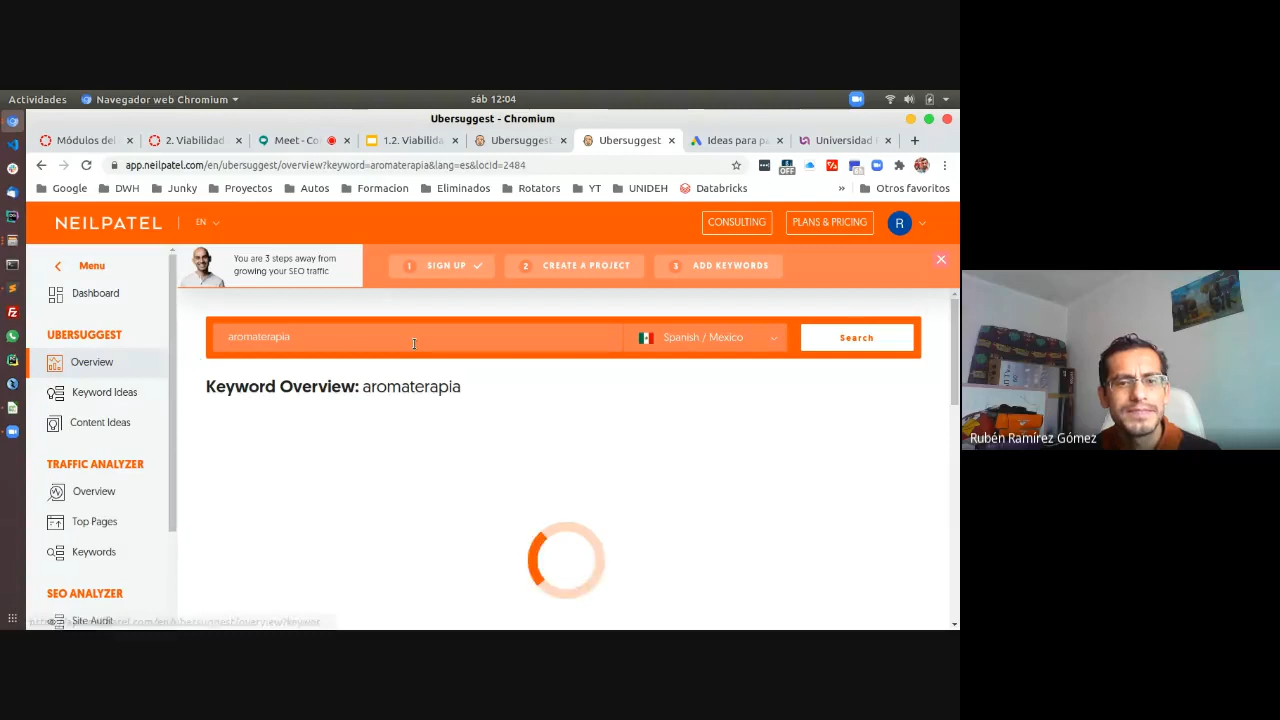 Actividades
Navegador web Chromium
sáb 12:04
Ubersuggest - Chromium
Módulos del
2. Viabilidad
Meet - Co
1.2. Viabilida
Ubersuggest
Ubersuggest
Ideas para pa
Universidad
app.neilpatel.com/en/ubersuggest/overview?keyword=aromaterapia&lang=es&locId=2484
OFF
Google
DWH
Junky
Proyectos
Autos
Formacion
Eliminados
Rotators
YT
UNIDEH
Databricks
»
Otros favoritos
NEILPATEL
EN
CONSULTING
PLANS & PRICING
R
Menu
You are 3 steps away from
growing your SEO traffic
1 SIGN UP
2 CREATE A PROJECT
3 ADD KEYWORDS
Dashboard
UBERSUGGEST
Overview
Keyword Ideas
Content Ideas
TRAFFIC ANALYZER
Overview
Top Pages
Keywords
SEO ANALYZER
Site Audit
aromaterapia
Spanish / Mexico
Search
Keyword Overview: aromaterapia
Rubén Ramírez Gómez